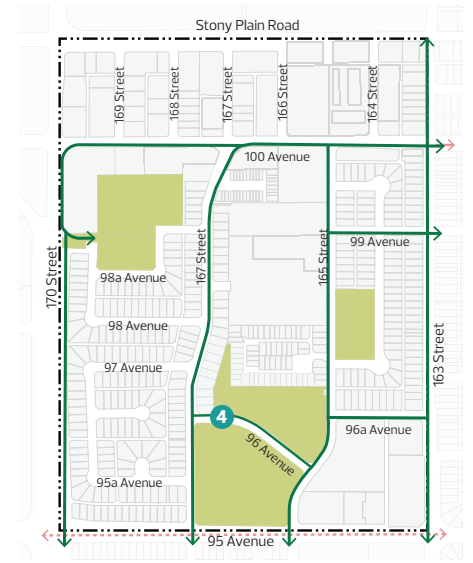 Stony Plain Road
169 Street
168 Street
167 Street
166 Street
164 Street
100 Avenue
170 Street
167 Street
165 Street
99 Avenue
98a Avenue
98 Avenue
97 Avenue
163 Street
4
96 Avenue
96a Avenue
95a Avenue
95 Avenue